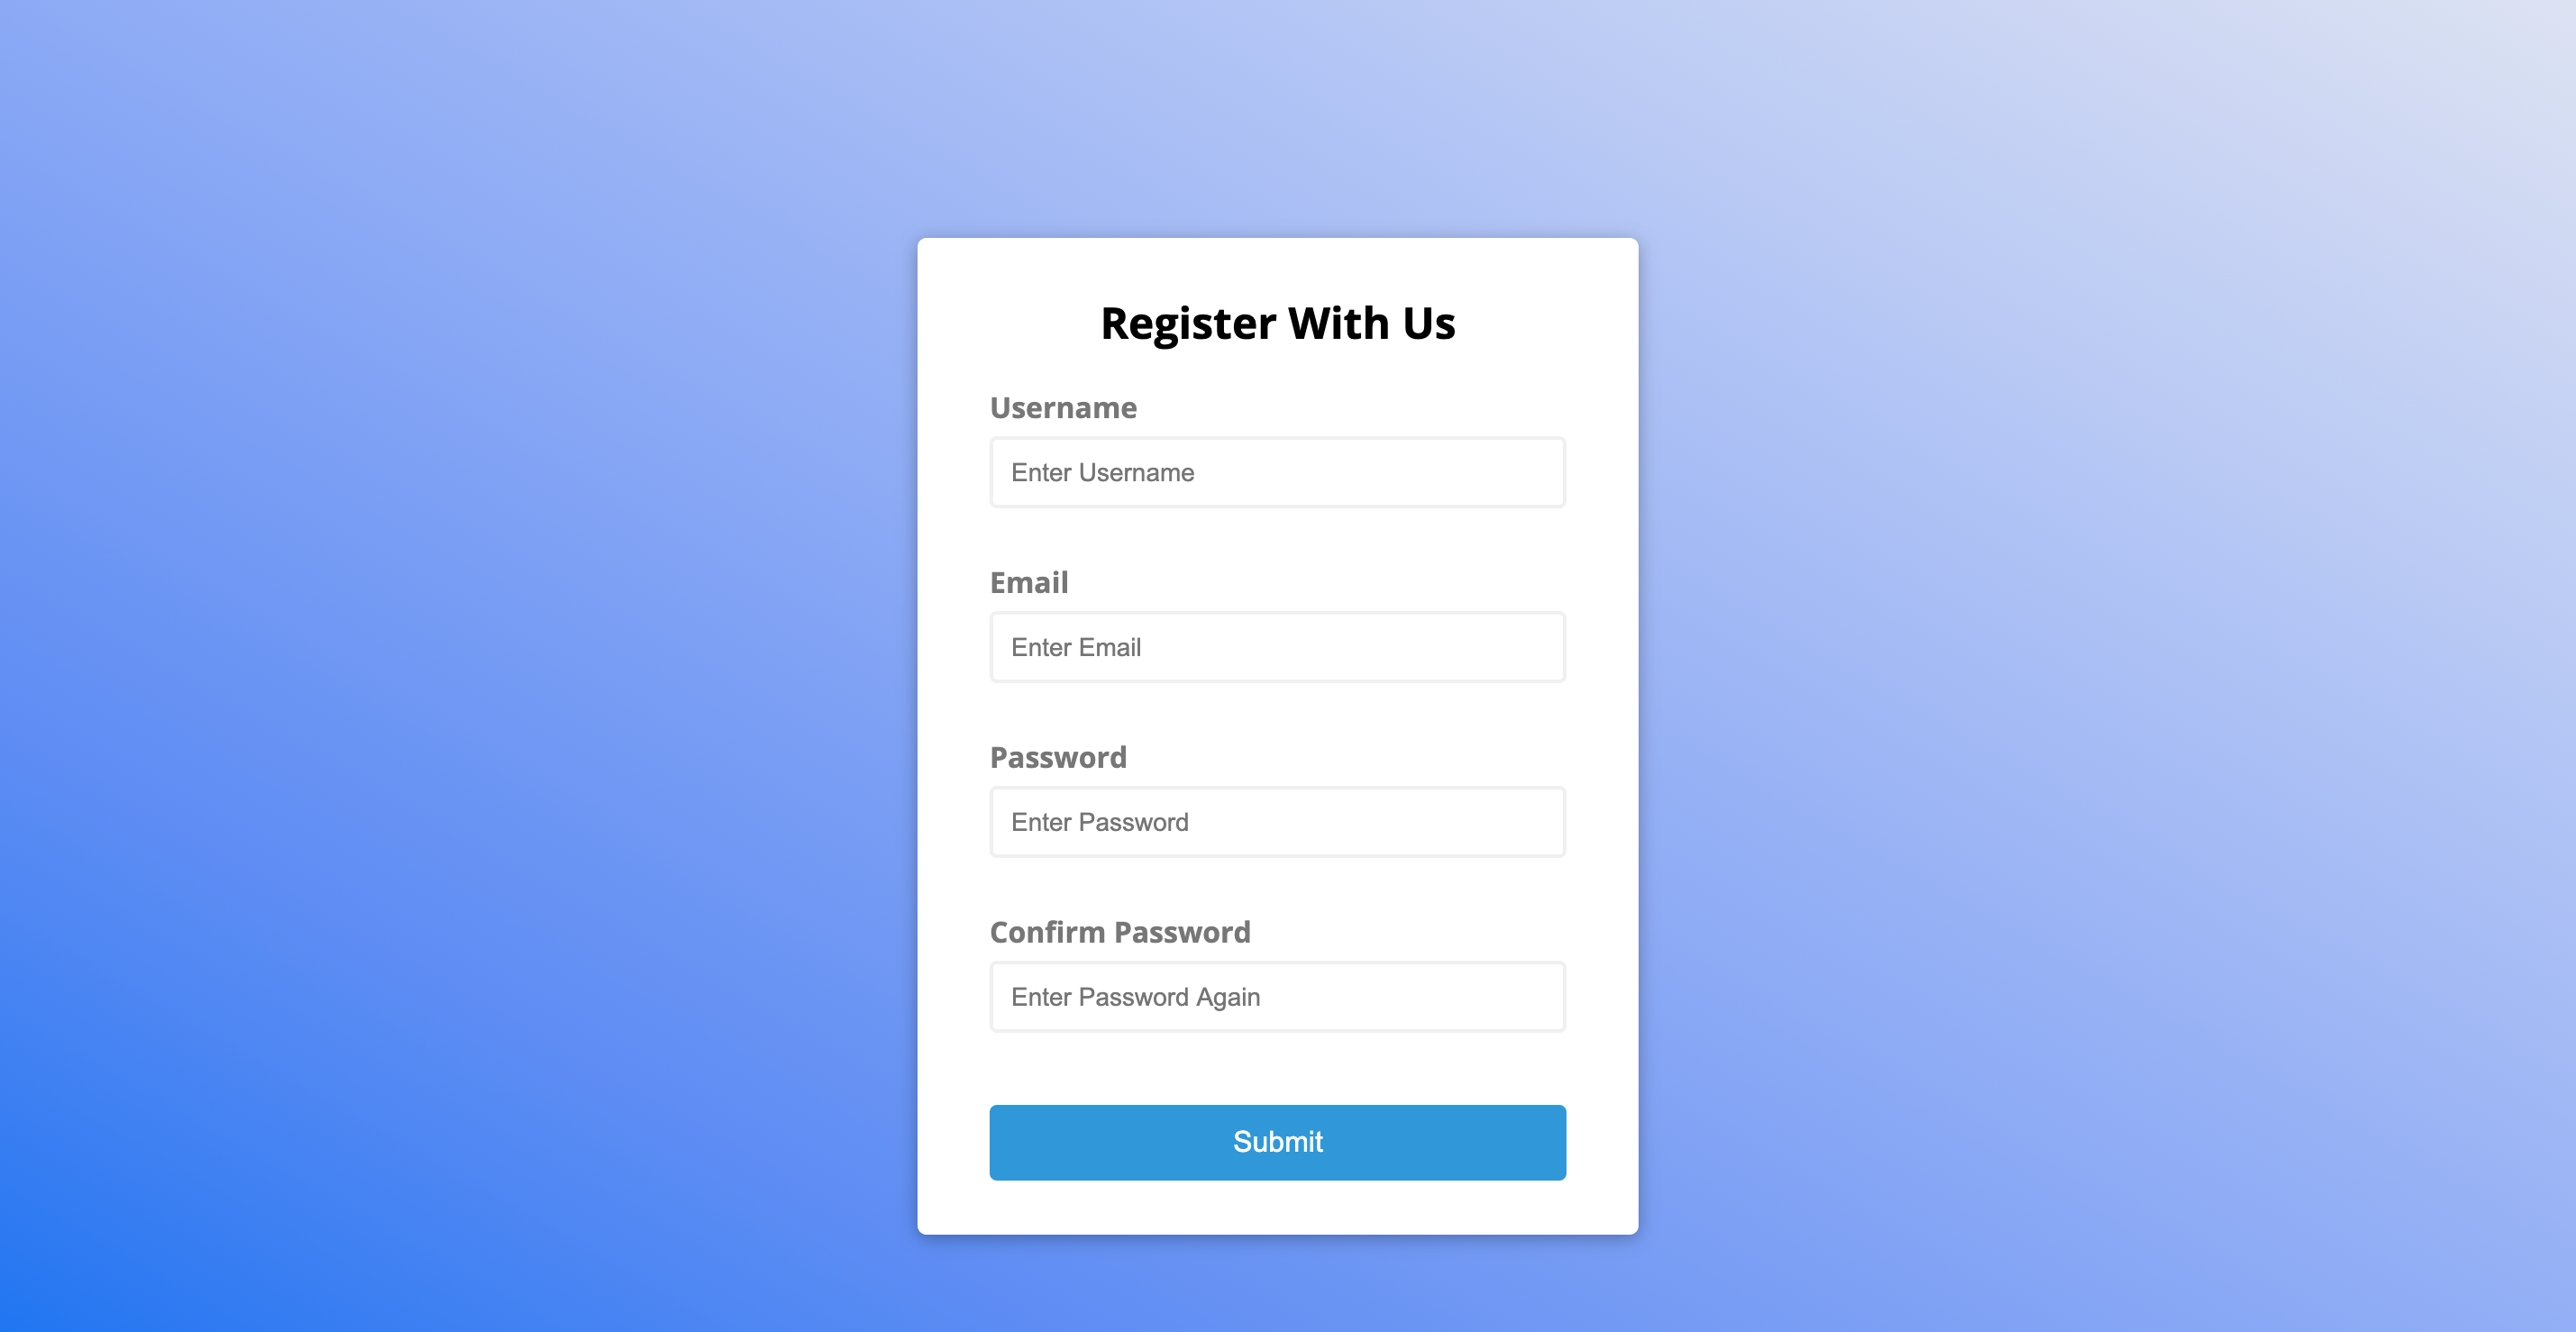 Register With Us
Username
Enter Username
Email
Enter Email
Password
Enter Password
Confirm Password
Enter Password Again
Submit